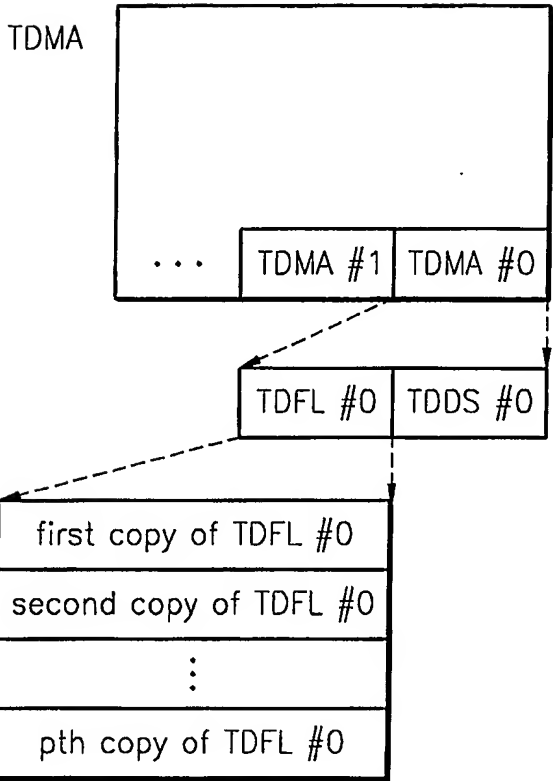 TDMA
... TDMA #1 TDMA #0
TDFL #0 TDDS #0
first copy of TDFL #0
second copy of TDFL #0
⋮
pth copy of TDFL #0